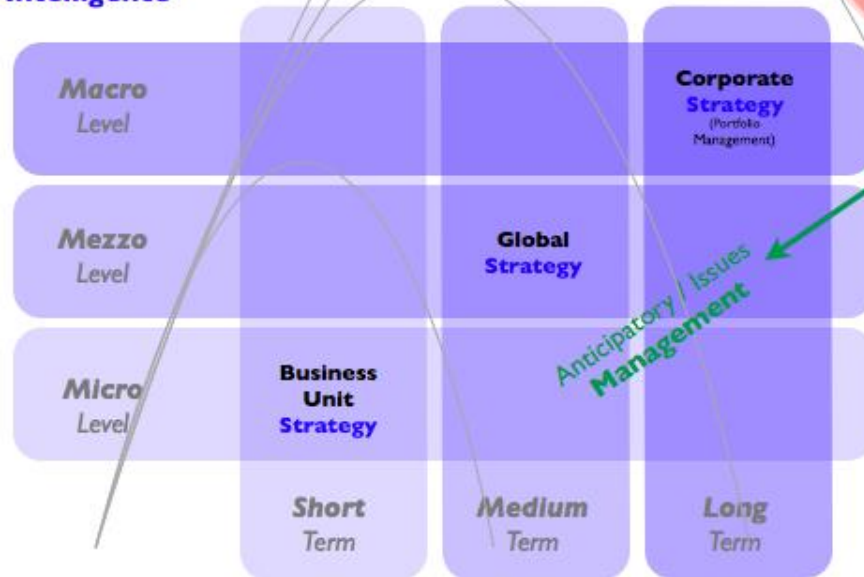 Macro
Level
Corporate
Strategy
(Portfolio
Management)
Mezzo
Level
Global
Strategy
Anticipatory / Issues
Management
Micro
Level
Business
Unit
Strategy
Short
Term
Medium
Term
Long
Term